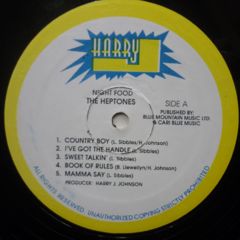 HARRY J
NIGHT FOOD
THE HEPTONES
SIDE A
PUBLISHED BY:
BLUE MOUNTAIN MUSIC LTD.
& CARI BLUE MUSIC
1. COUNTRY BOY (L. Sibbles/H. Johnson)
2. I'VE GOT THE HANDLE (L. Sibbles)
3. SWEET TALKIN' (L. Sibbles)
4. BOOK OF RULES (B. Llewellyn/H. Johnson)
5. MAMMA SAY (L. Sibbles)
PRODUCER: HARRY J. JOHNSON
ALL RIGHTS RESERVED. UNAUTHORIZED COPYING STRICTLY PROHIBITED